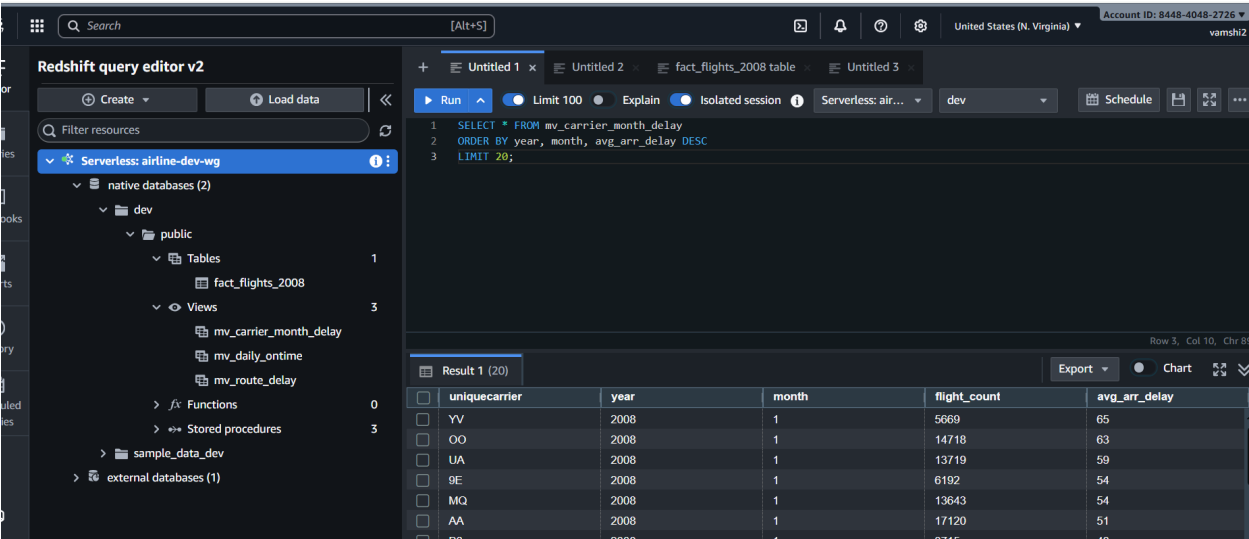 Search
[Alt+S]
United States (N. Virginia) ▼
Account ID: 8448-4048-2726 ▼
vamshi2
Redshift query editor v2
Create
Load data
Filter resources
Serverless: airline-dev-wg
native databases (2)
dev
public
Tables 1
fact_flights_2008
Views 3
mv_carrier_month_delay
mv_daily_ontime
mv_route_delay
fx Functions 0
Stored procedures 3
sample_data_dev
external databases (1)
+ Untitled 1 × Untitled 2 × fact_flights_2008 table × Untitled 3 ×
Run Limit 100 Explain Isolated session Serverless: air... dev Schedule
1 SELECT * FROM mv_carrier_month_delay
2 ORDER BY year, month, avg_arr_delay DESC
3 LIMIT 20;
Row 3, Col 10, Chr 89
Result 1 (20)
Export Chart
uniquecarrier year month flight_count avg_arr_delay
YV 2008 1 5669 65
OO 2008 1 14718 63
UA 2008 1 13719 59
9E 2008 1 6192 54
MQ 2008 1 13643 54
AA 2008 1 17120 51